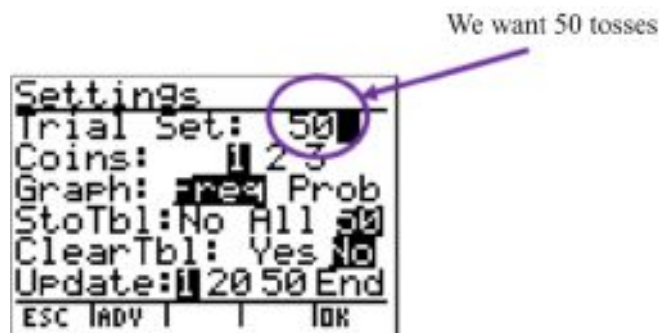 We want 50 tosses
Settings
Trial Set: 50
Coins: 1 2 3
Graph: Freq Prob
StoTbl:No All 50
ClearTbl: Yes No
Update:1 20 50 End
ESC ADV OK